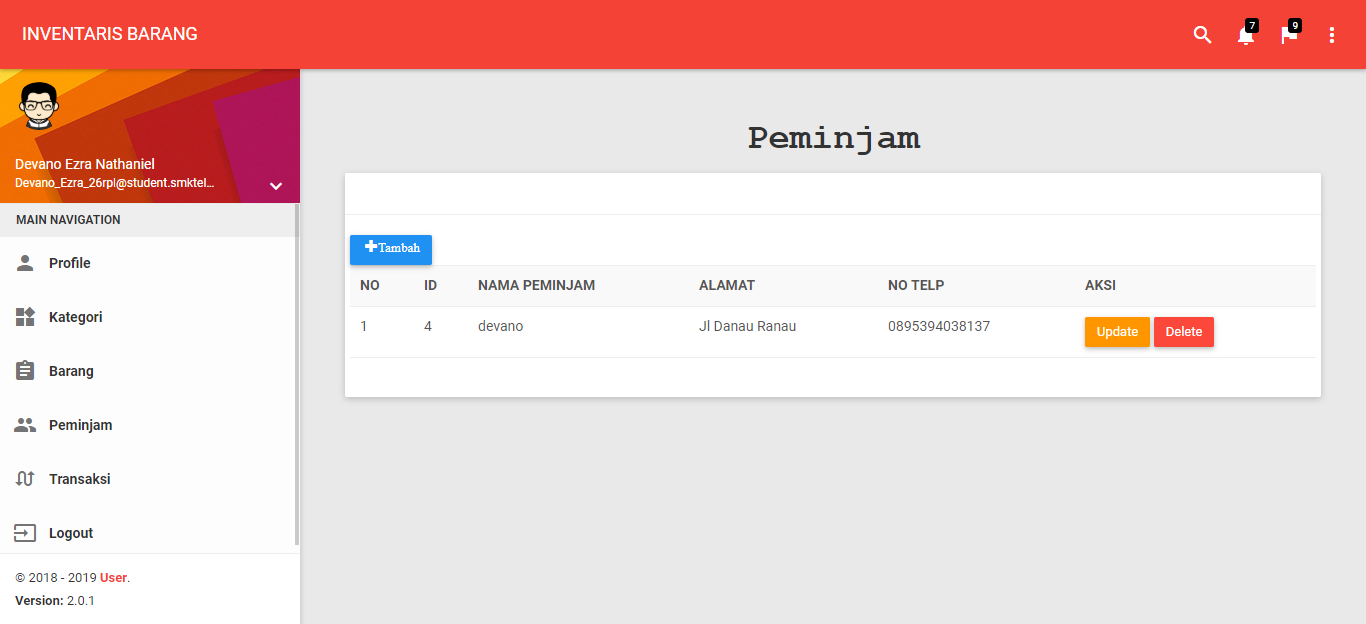 INVENTARIS BARANG
7
9
Devano Ezra Nathaniel
Devano_Ezra_26rpl@student.smktel...
MAIN NAVIGATION
Profile
Kategori
Barang
Peminjam
Transaksi
Logout
© 2018 - 2019 User.
Version: 2.0.1
Peminjam
Tambah
NO ID NAMA PEMINJAM ALAMAT NO TELP AKSI
1 4 devano Jl Danau Ranau 0895394038137 Update Delete